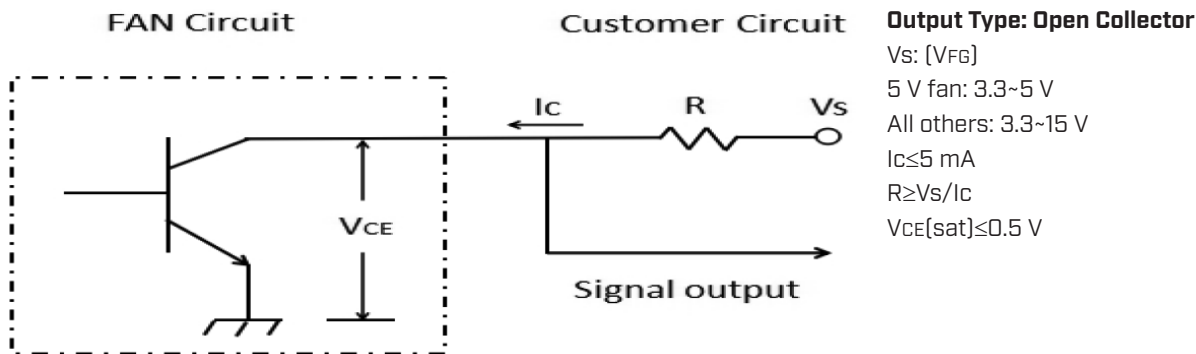 FAN Circuit
Customer Circuit
Ic
R
Vs
VCE
Signal output
Output Type: Open Collector
Vs: (VFG)
5 V fan: 3.3~5 V
All others: 3.3~15 V
Ic≤5 mA
R≥Vs/Ic
VCE(sat)≤0.5 V